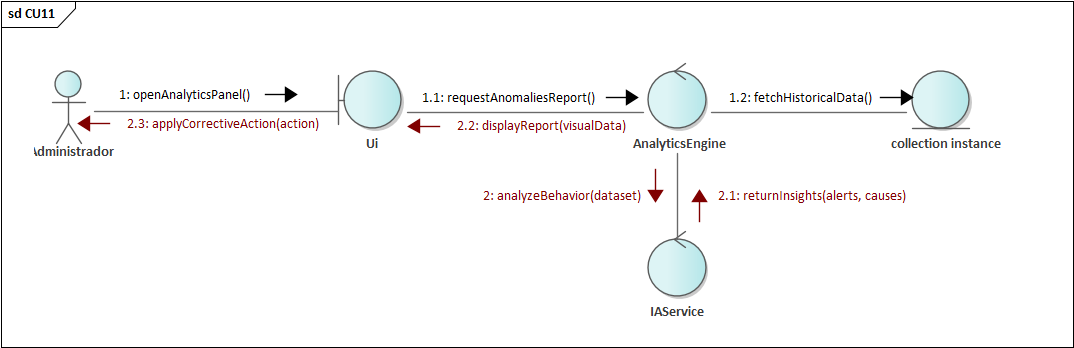 sd CU11
1: openAnalyticsPanel()
1.1: requestAnomaliesReport()
1.2: fetchHistoricalData()
2.3: applyCorrectiveAction(action)
2.2: displayReport(visualData)
Administrador
Ui
AnalyticsEngine
collection instance
2: analyzeBehavior(dataset)
2.1: returnInsights(alerts, causes)
IAService